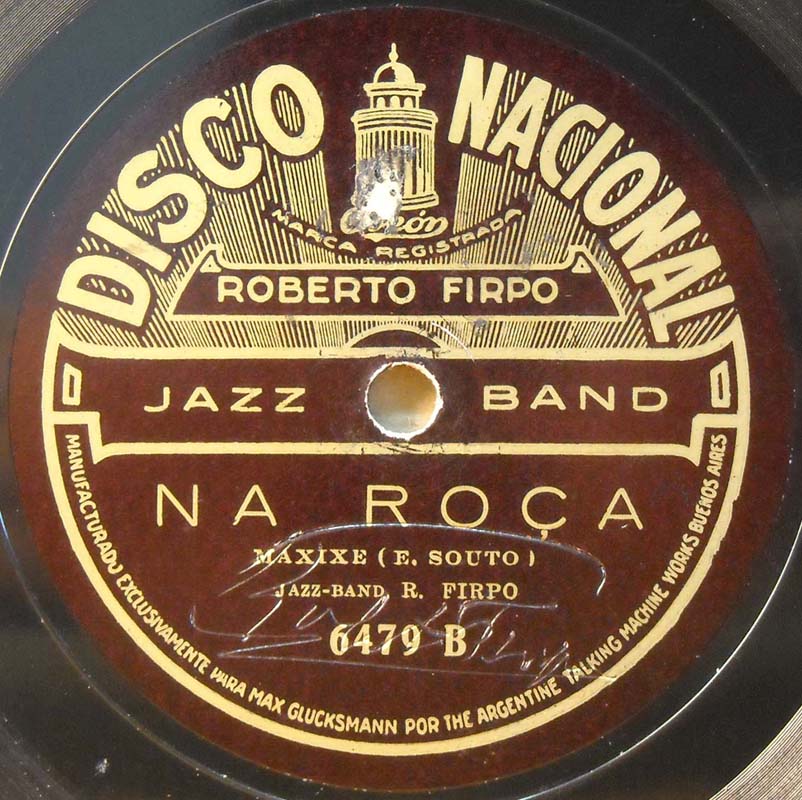 DISCO NACIONAL
Odeón
MARCA REGISTRADA
ROBERTO FIRPO
JAZZ BAND
NA ROÇA
MAXIXE (E. SOUTO)
JAZZ-BAND R. FIRPO
6479 B
MANUFACTURADO EXCLUSIVAMENTE PARA MAX GLUCKSMANN POR THE ARGENTINE TALKING MACHINE WORKS BUENOS AIRES